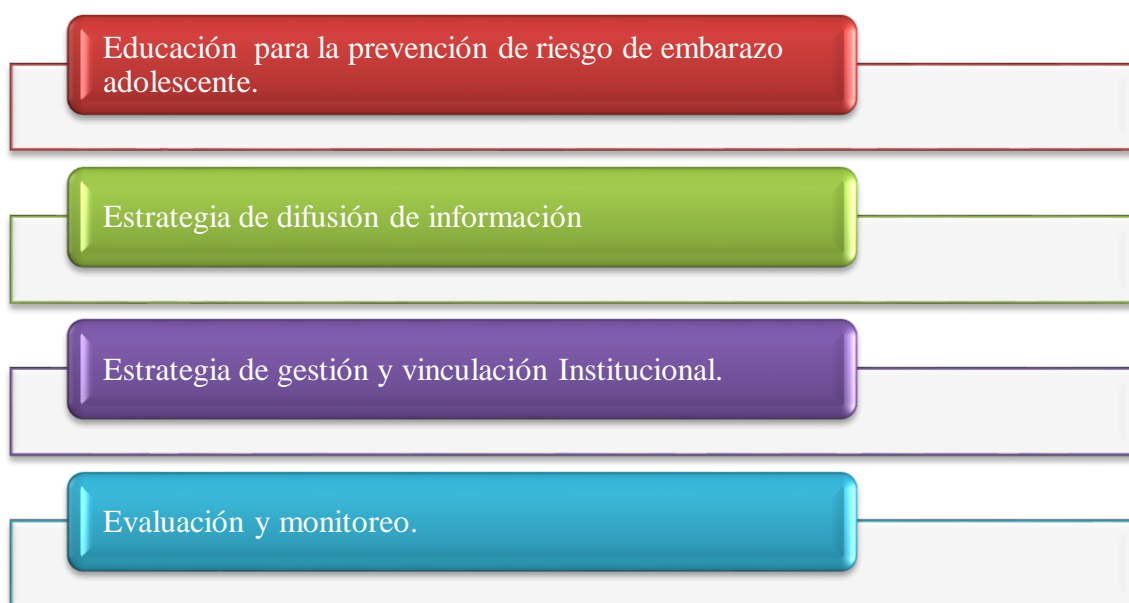 Educación para la prevención de riesgo de embarazo
adolescente.
Estrategia de difusión de información
Estrategia de gestión y vinculación Institucional.
Evaluación y monitoreo.